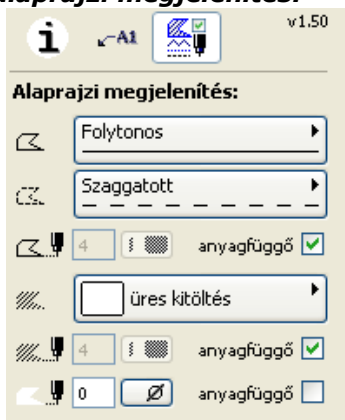 alaprajzi megjelenítés:
i A1 v1.50
Alaprajzi megjelenítés:
Folytonos
Szaggatott
4 anyagfüggő
üres kitöltés
4 anyagfüggő
0 anyagfüggő